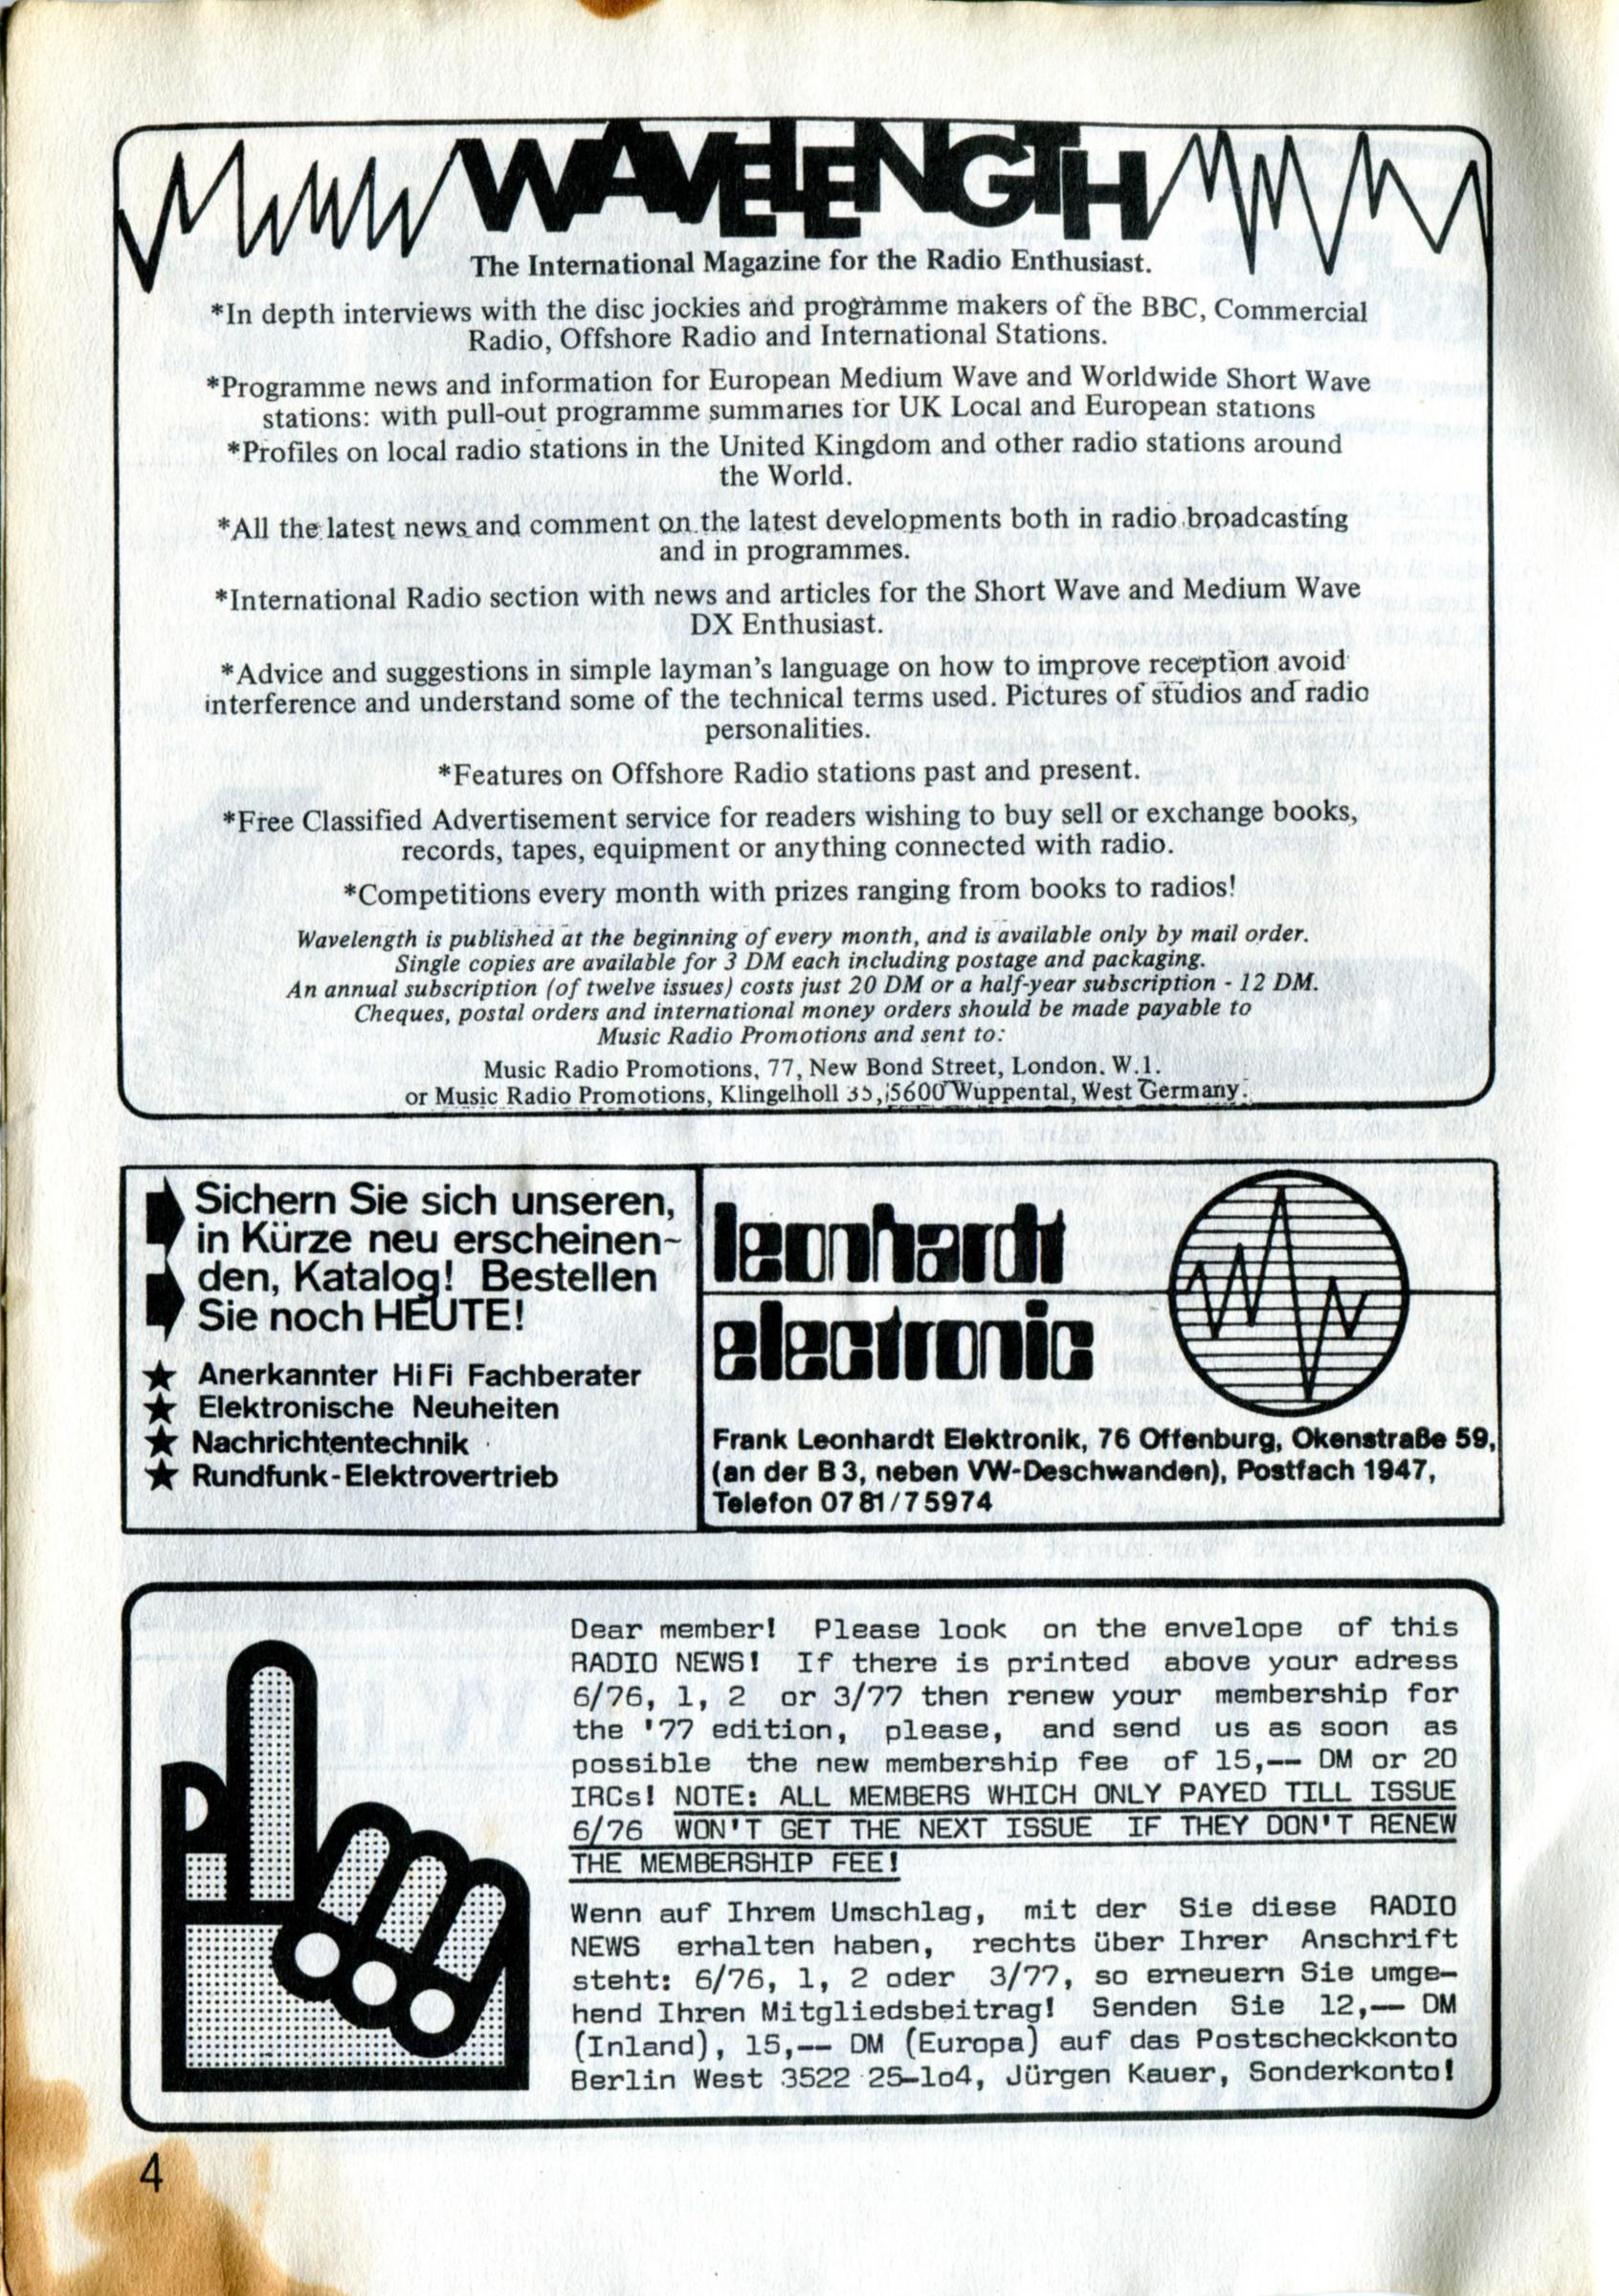 WAVELENGTH
The International Magazine for the Radio Enthusiast.
*In depth interviews with the disc jockies and programme makers of the BBC, Commercial
Radio, Offshore Radio and International Stations.
*Programme news and information for European Medium Wave and Worldwide Short Wave
stations: with pull-out programme summaries for UK Local and European stations
*Profiles on local radio stations in the United Kingdom and other radio stations around
the World.
*All the latest news and comment on the latest developments both in radio broadcasting
and in programmes.
*International Radio section with news and articles for the Short Wave and Medium Wave
DX Enthusiast.
*Advice and suggestions in simple layman's language on how to improve reception avoid
interference and understand some of the technical terms used. Pictures of studios and radio
personalities.
*Features on Offshore Radio stations past and present.
*Free Classified Advertisement service for readers wishing to buy sell or exchange books,
records, tapes, equipment or anything connected with radio.
*Competitions every month with prizes ranging from books to radios!
Wavelength is published at the beginning of every month, and is available only by mail order.
Single copies are available for 3 DM each including postage and packaging.
An annual subscription (of twelve issues) costs just 20 DM or a half-year subscription - 12 DM.
Cheques, postal orders and international money orders should be made payable to
Music Radio Promotions and sent to:
Music Radio Promotions, 77, New Bond Street, London. W.1.
or Music Radio Promotions, Klingelholl 35, 5600 Wuppental, West Germany.
Sichern Sie sich unseren,
in Kürze neu erscheinen-
den, Katalog! Bestellen
Sie noch HEUTE!
★ Anerkannter HiFi Fachberater
★ Elektronische Neuheiten
★ Nachrichtentechnik
★ Rundfunk-Elektrovertrieb
leonhardt
electronic
Frank Leonhardt Elektronik, 76 Offenburg, Okenstraße 59,
(an der B 3, neben VW-Deschwanden), Postfach 1947,
Telefon 07 81/7 5974
Dear member! Please look on the envelope of this
RADIO NEWS! If there is printed above your adress
6/76, 1, 2 or 3/77 then renew your membership for
the '77 edition, please, and send us as soon as
possible the new membership fee of 15,-- DM or 20
IRCs! NOTE: ALL MEMBERS WHICH ONLY PAYED TILL ISSUE
6/76 WON'T GET THE NEXT ISSUE IF THEY DON'T RENEW
THE MEMBERSHIP FEE!
Wenn auf Ihrem Umschlag, mit der Sie diese RADIO
NEWS erhalten haben, rechts über Ihrer Anschrift
steht: 6/76, 1, 2 oder 3/77, so erneuern Sie umge-
hend Ihren Mitgliedsbeitrag! Senden Sie 12,-- DM
(Inland), 15,-- DM (Europa) auf das Postscheckkonto
Berlin West 3522 25-lo4, Jürgen Kauer, Sonderkonto!
4